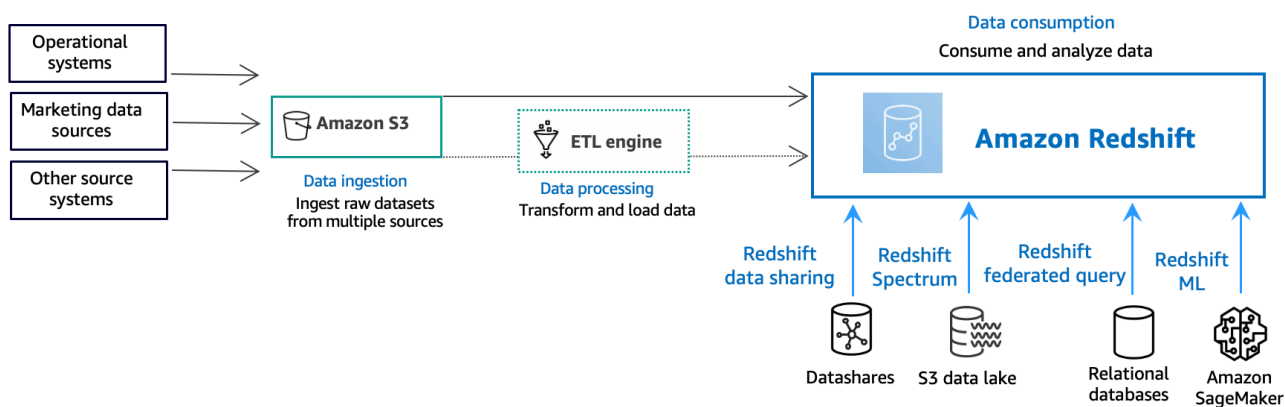 Operational
systems
Marketing data
sources
Other source
systems
Amazon S3
Data ingestion
Ingest raw datasets
from multiple sources
ETL engine
Data processing
Transform and load data
Data consumption
Consume and analyze data
Amazon Redshift
Redshift
data sharing
Redshift
Spectrum
Redshift
federated query
Redshift
ML
Datashares
S3 data lake
Relational
databases
Amazon
SageMaker